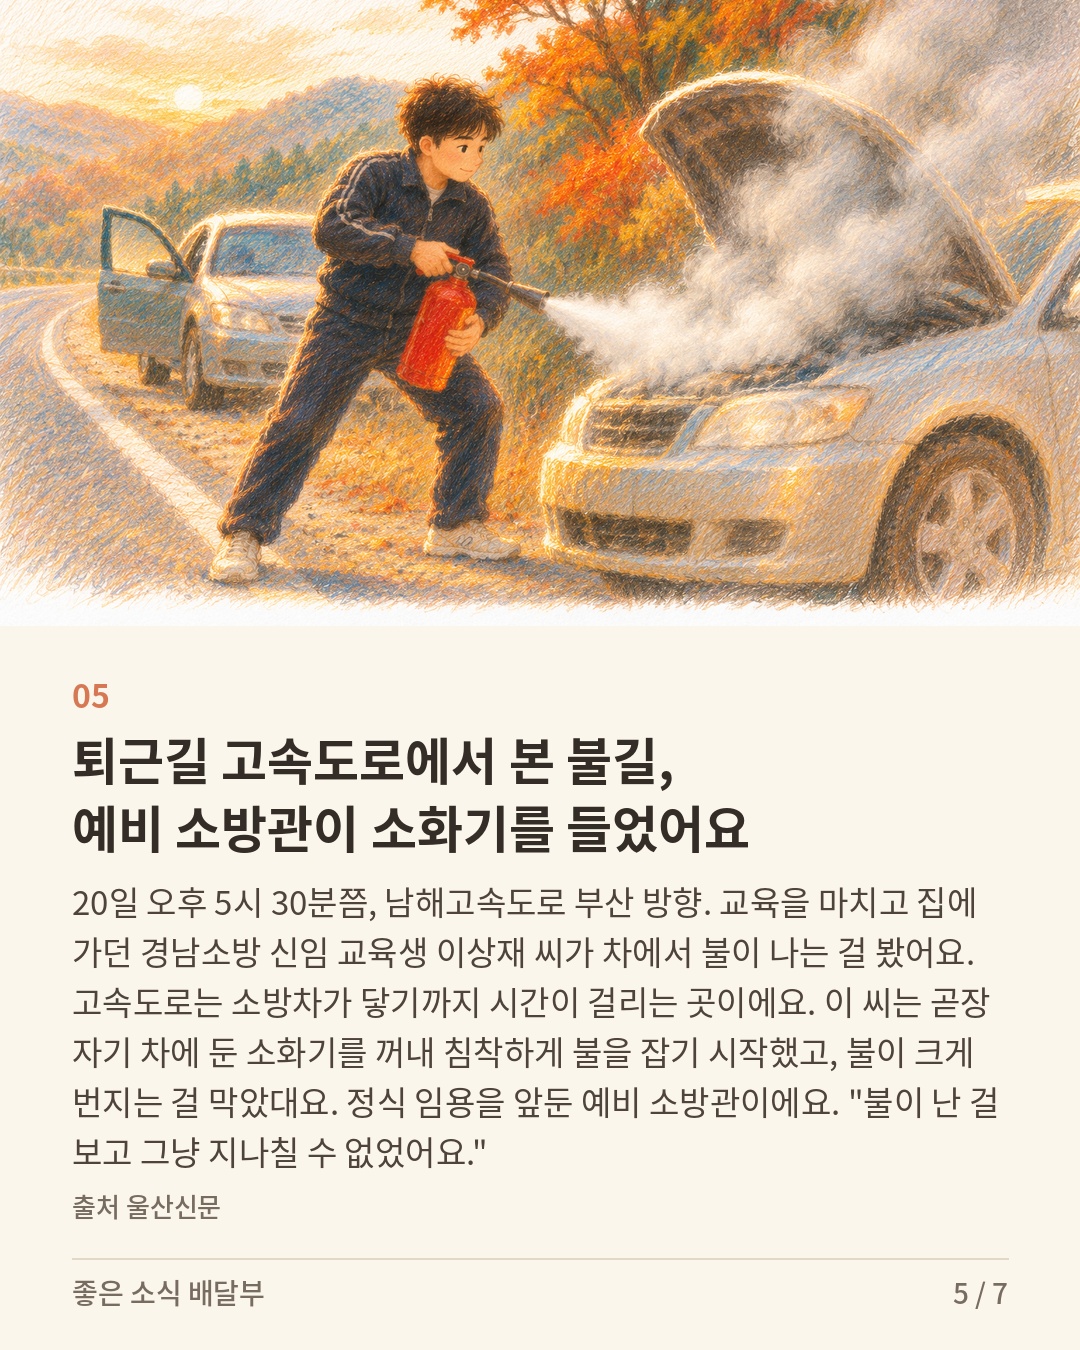 05
퇴근길 고속도로에서 본 불길,
예비 소방관이 소화기를 들었어요
20일 오후 5시 30분쯤, 남해고속도로 부산 방향. 교육을 마치고 집에
가던 경남소방 신임 교육생 이상재 씨가 차에서 불이 나는 걸 봤어요.
고속도로는 소방차가 닿기까지 시간이 걸리는 곳이에요. 이 씨는 곧장
자기 차에 둔 소화기를 꺼내 침착하게 불을 잡기 시작했고, 불이 크게
번지는 걸 막았대요. 정식 임용을 앞둔 예비 소방관이에요. "불이 난 걸
보고 그냥 지나칠 수 없었어요."
출처 울산신문
좋은 소식 배달부
5 / 7